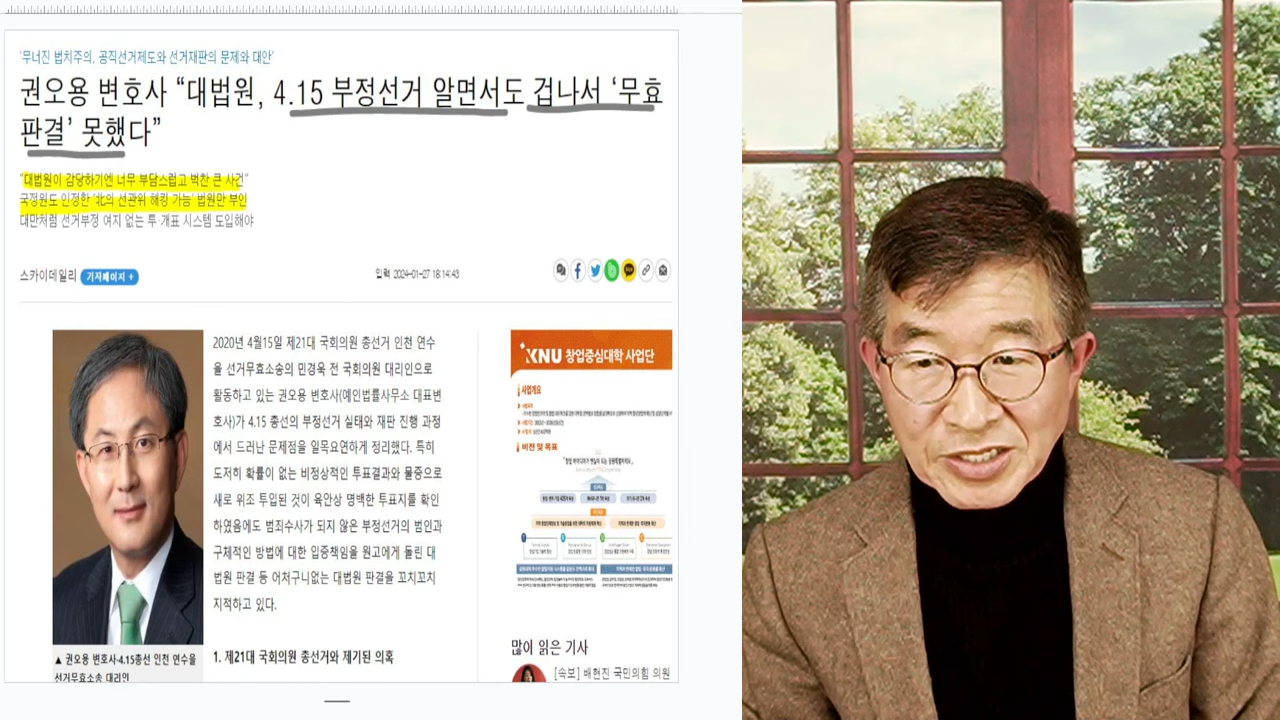 '무너진 법치주의, 공직선거제도와 선거재판의 문제와 대안'
권오용 변호사 “대법원, 4.15 부정선거 알면서도 겁나서 ‘무효
판결’ 못했다”
“대법원이 감당하기엔 너무 부담스럽고 벅찬 큰 사건”
국정원도 인정한 ‘北의 선관위 해킹 가능’ 법원만 부인
대만처럼 선거부정 여지 없는 투·개표 시스템 도입해야
스카이데일리 기자페이지 +
입력 2024-01-27 18:14:43
2020년 4월15일 제21대 국회의원 총선거 인천 연수
을 선거무효소송의 민경욱 전 국회의원 대리인으로
활동하고 있는 권오용 변호사(예인법률사무소 대표변
호사)가 4.15 총선의 부정선거 실태와 재판 진행 과정
에서 드러난 문제점을 일목요연하게 정리했다. 특히
도저히 확률이 없는 비정상적인 투표결과와 물증으로
새로 위조 투입된 것이 육안상 명백한 투표지를 확인
하였음에도 범죄수사가 되지 않은 부정선거의 범인과
구체적인 방법에 대한 입증책임을 원고에게 돌린 대
법원 판결 등 어처구니없는 대법원 판결을 꼬치꼬치
지적하고 있다.
1. 제21대 국회의원 총선거와 제기된 의혹
▲ 권오용 변호사·4.15총선 인천 연수을
선거무효소송 대리인
KNU 창업중심대학 사업단
사업개요
비전 및 목표
많이 읽은 기사
[속보] 배현진 국민의힘 의원